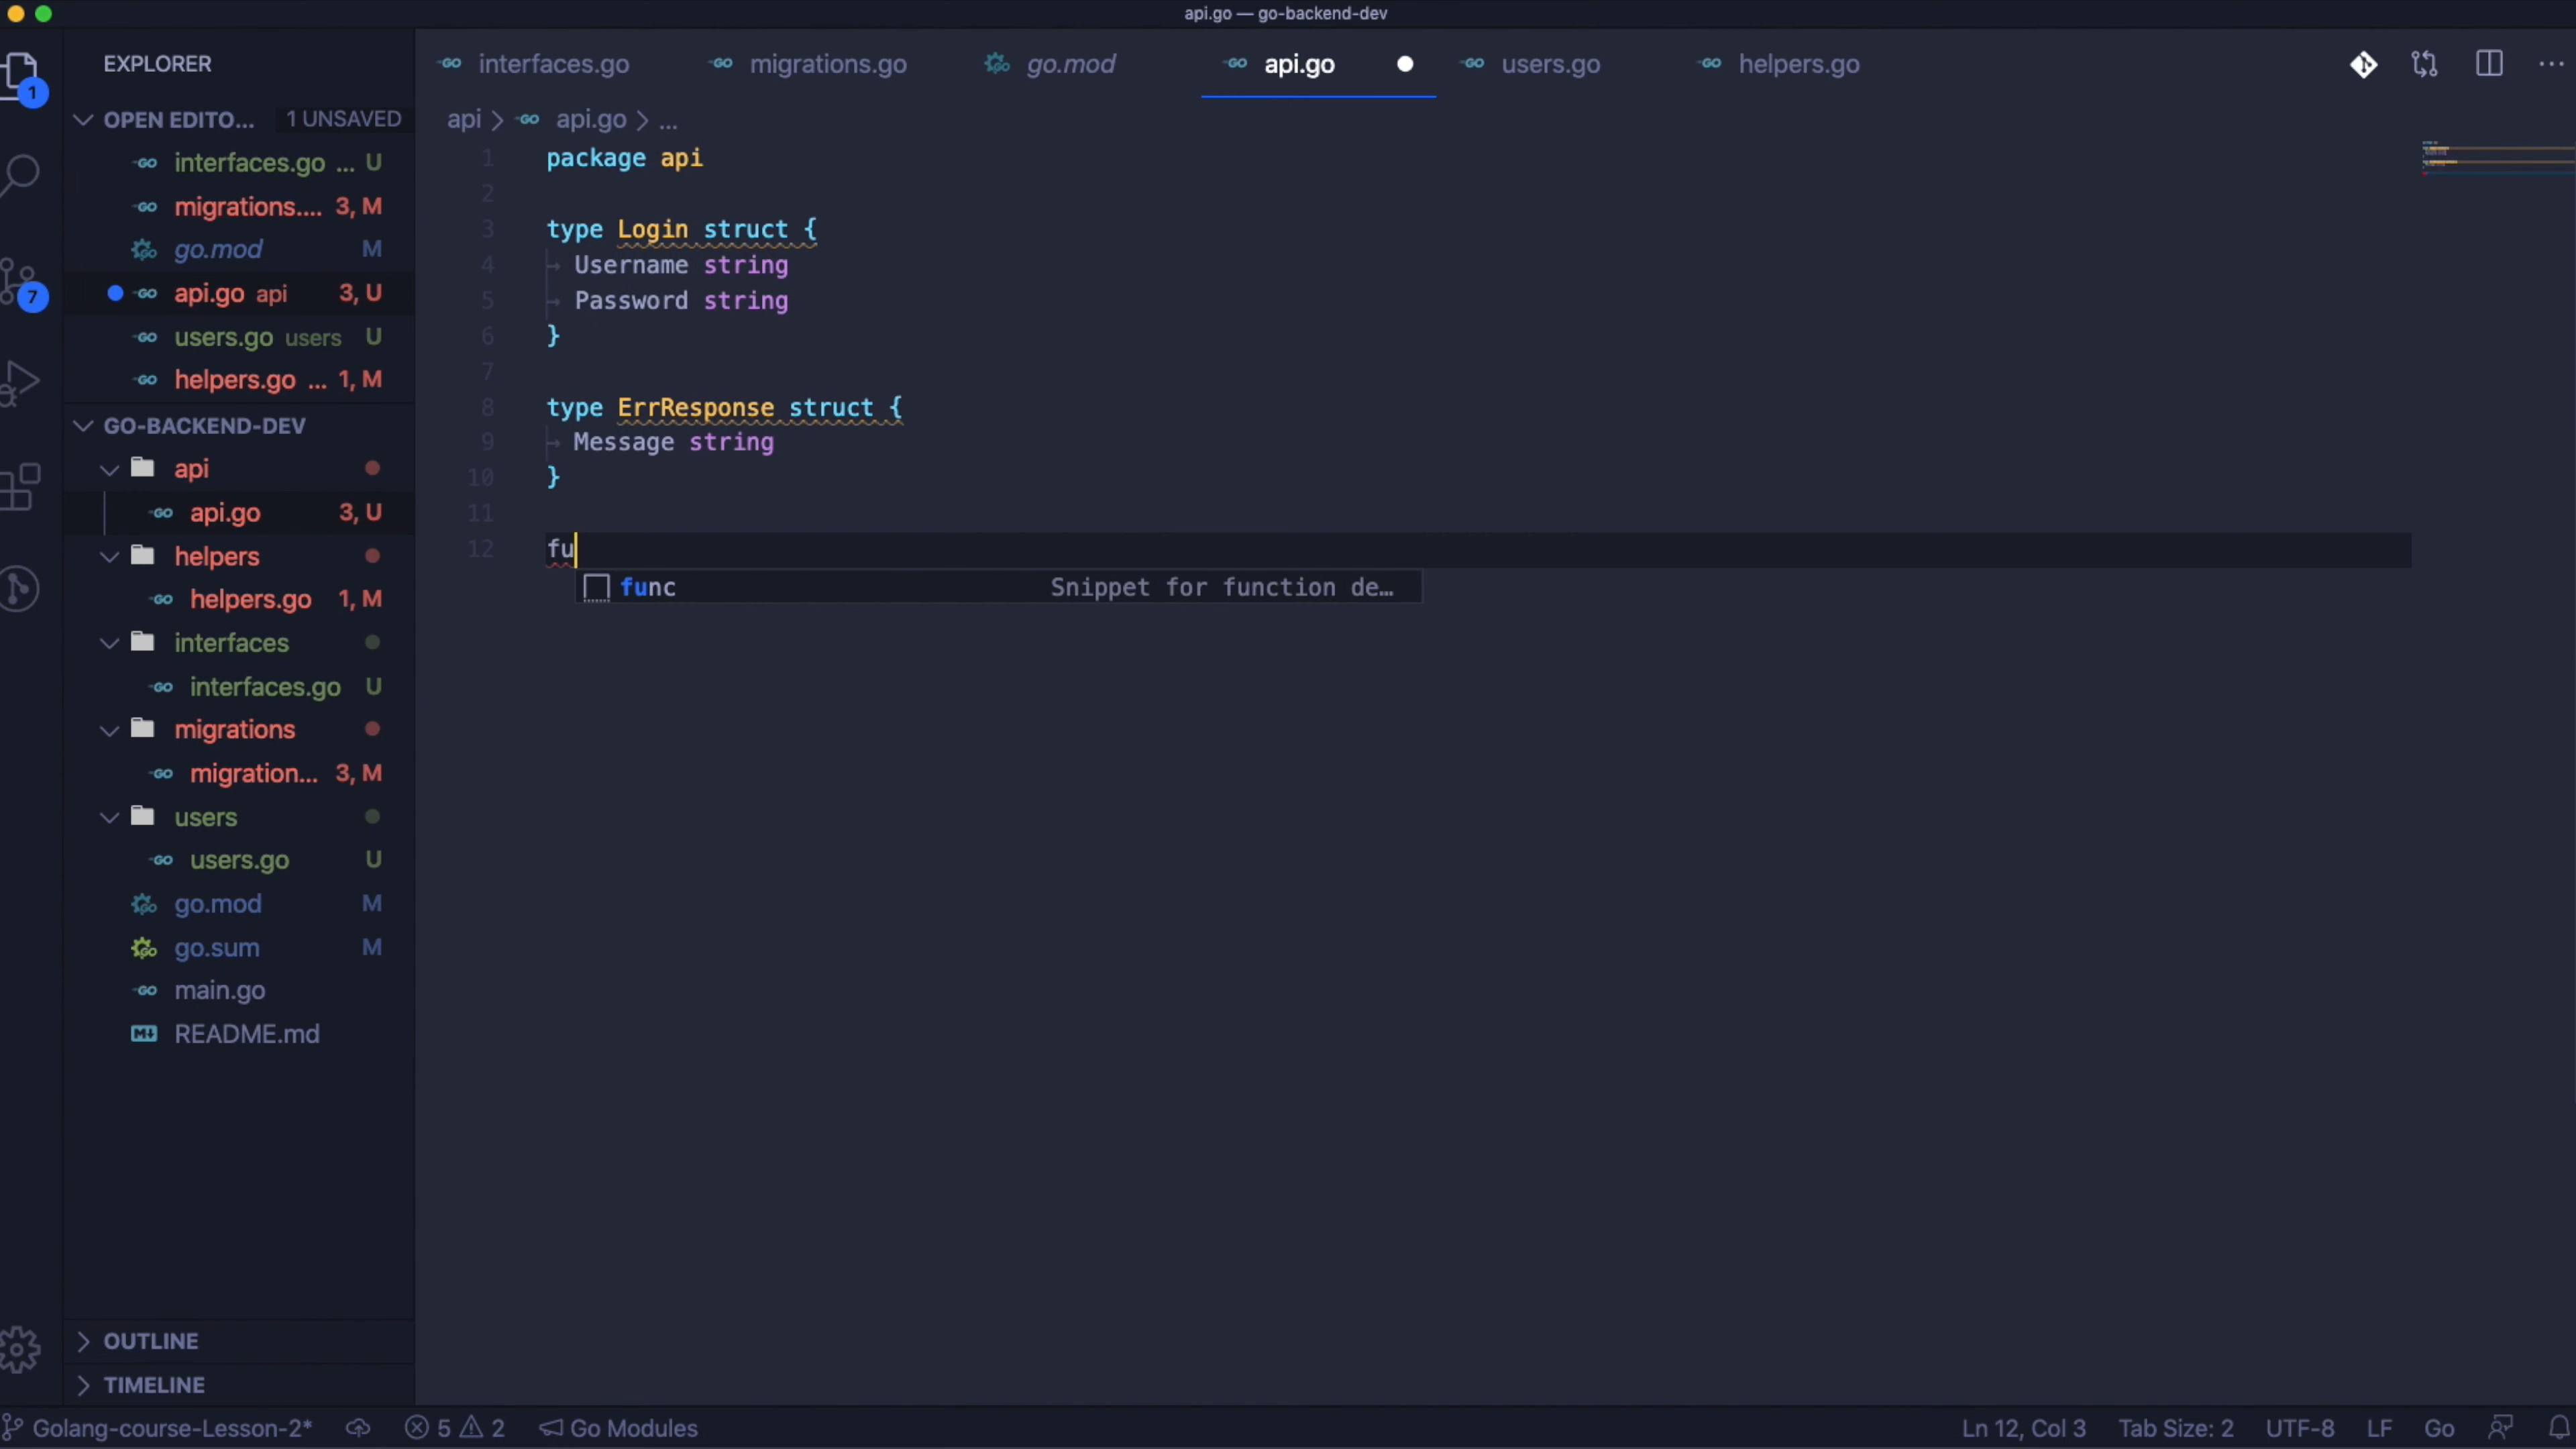 api.go — go-backend-dev
EXPLORER
interfaces.go
migrations.go
go.mod
api.go
users.go
helpers.go
1
OPEN EDITO... 1 UNSAVED
interfaces.go ... U
migrations.... 3, M
go.mod M
api.go api 3, U
users.go users U
helpers.go ... 1, M
7
GO-BACKEND-DEV
api
api.go 3, U
helpers
helpers.go 1, M
interfaces
interfaces.go U
migrations
migration... 3, M
users
users.go U
go.mod M
go.sum M
main.go
README.md
OUTLINE
TIMELINE
api > api.go > ...
1 package api
2
3 type Login struct {
4 Username string
5 Password string
6 }
7
8 type ErrResponse struct {
9 Message string
10 }
11
12 fu
func Snippet for function de...
Golang-course-Lesson-2* 5 2 Go Modules
Ln 12, Col 3 Tab Size: 2 UTF-8 LF Go